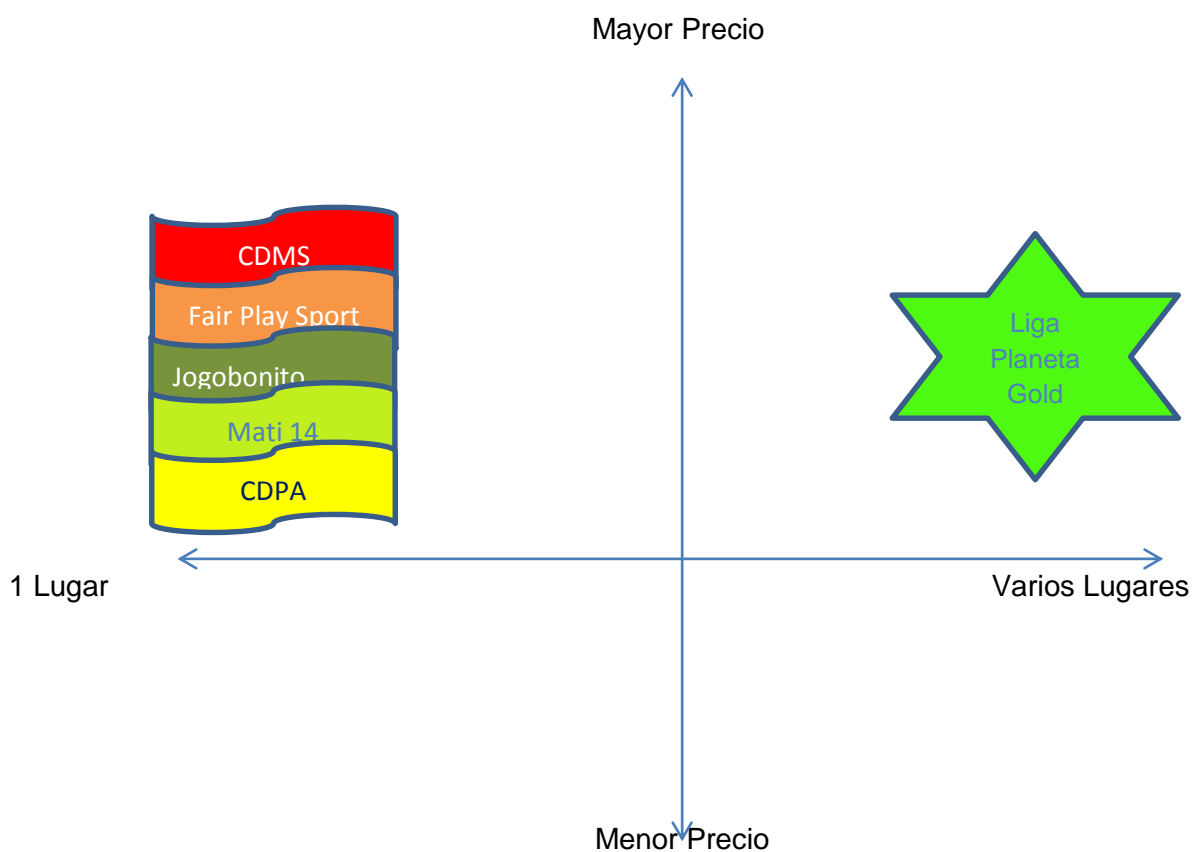 Mayor Precio
CDMS
Fair Play Sport
Jogobonito
Mati 14
CDPA
Liga
Planeta
Gold
1 Lugar
Varios Lugares
Menor Precio